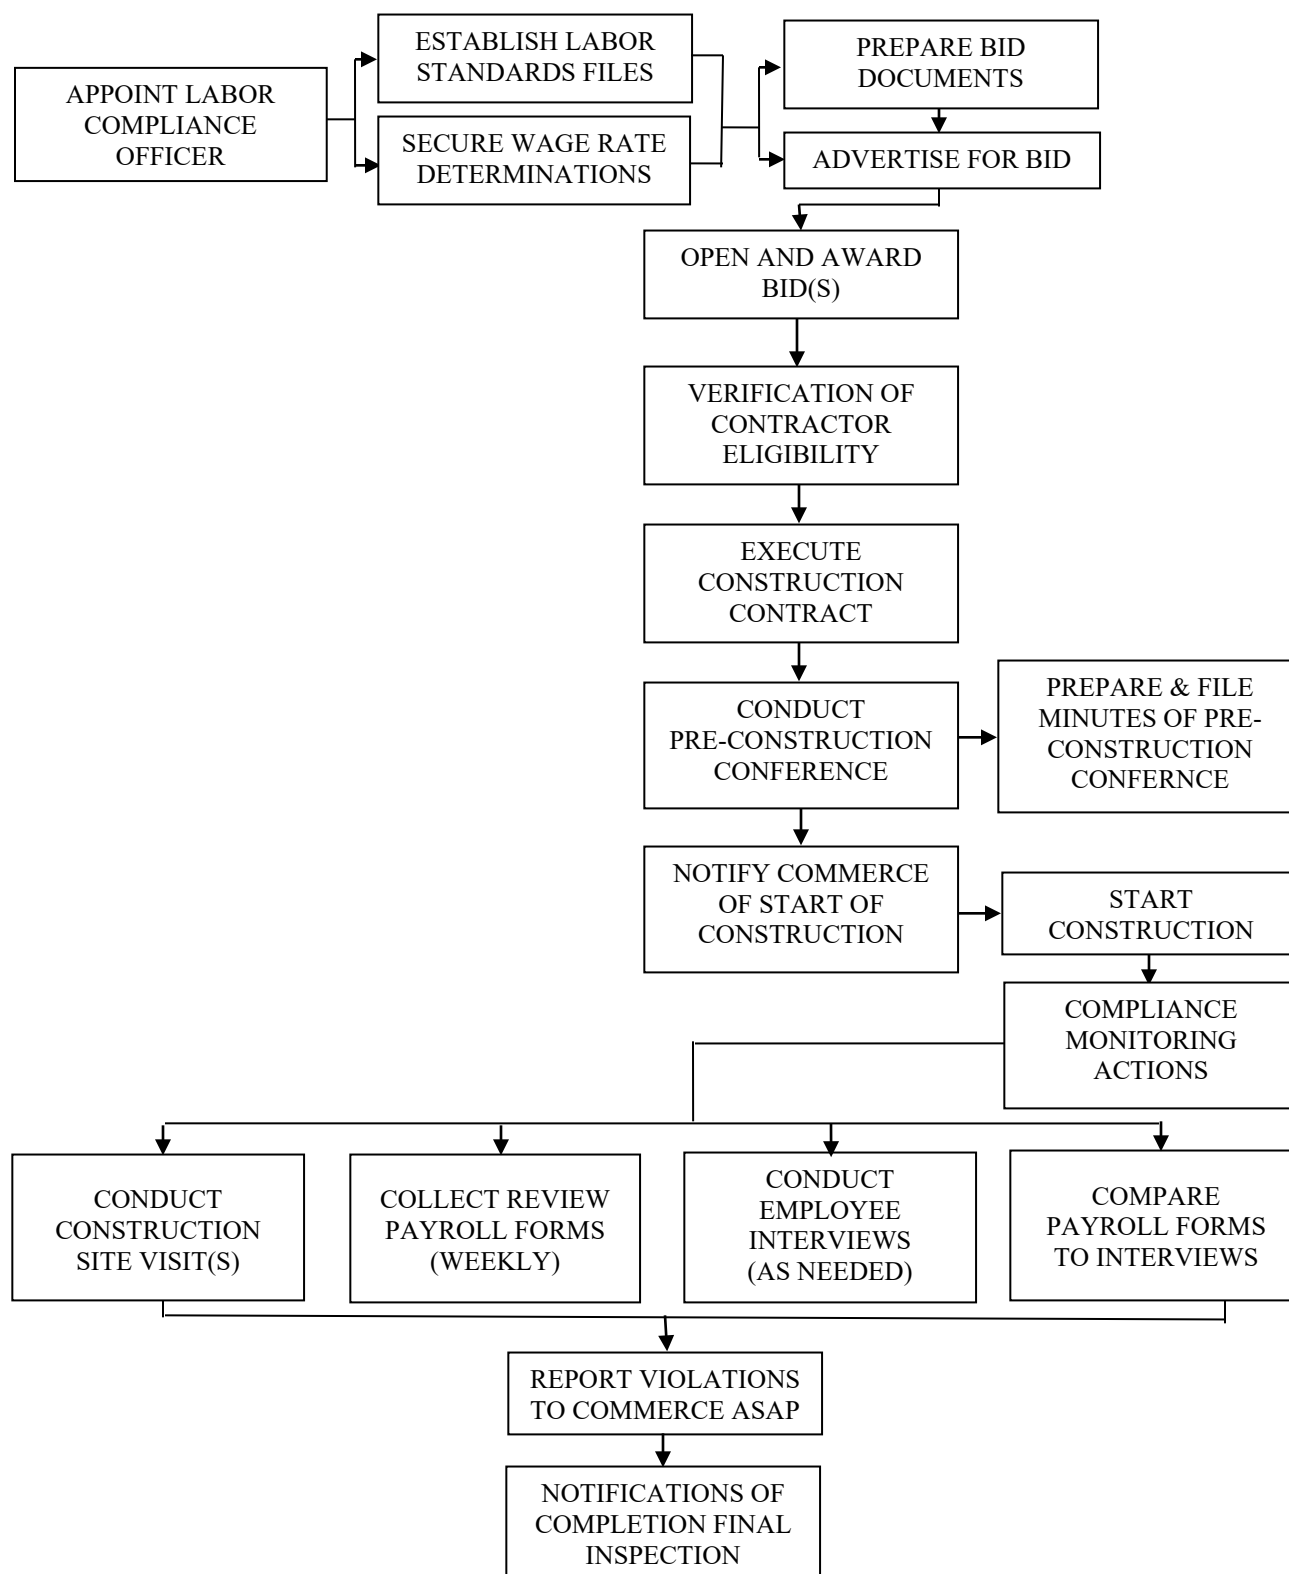 APPOINT LABOR
COMPLIANCE
OFFICER
ESTABLISH LABOR
STANDARDS FILES
SECURE WAGE RATE
DETERMINATIONS
PREPARE BID
DOCUMENTS
ADVERTISE FOR BID
OPEN AND AWARD
BID(S)
VERIFICATION OF
CONTRACTOR
ELIGIBILITY
EXECUTE
CONSTRUCTION
CONTRACT
CONDUCT
PRE-CONSTRUCTION
CONFERENCE
PREPARE & FILE
MINUTES OF PRE-
CONSTRUCTION
CONFERNCE
NOTIFY COMMERCE
OF START OF
CONSTRUCTION
START
CONSTRUCTION
COMPLIANCE
MONITORING
ACTIONS
CONDUCT
CONSTRUCTION
SITE VISIT(S)
COLLECT REVIEW
PAYROLL FORMS
(WEEKLY)
CONDUCT
EMPLOYEE
INTERVIEWS
(AS NEEDED)
COMPARE
PAYROLL FORMS
TO INTERVIEWS
REPORT VIOLATIONS
TO COMMERCE ASAP
NOTIFICATIONS OF
COMPLETION FINAL
INSPECTION